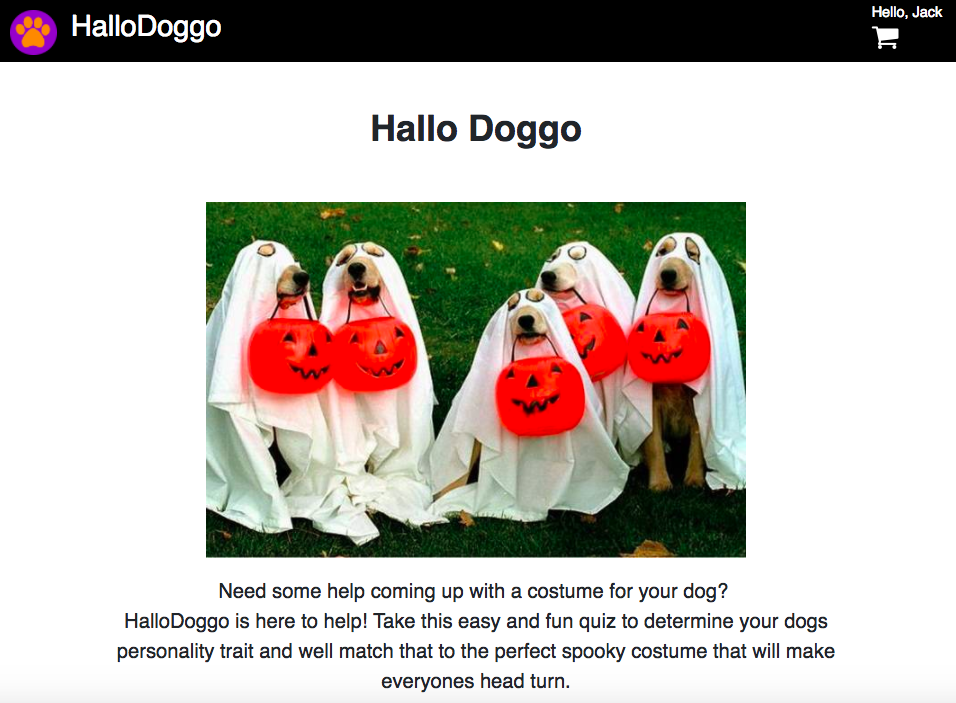 HalloDoggo
Hello, Jack
Hallo Doggo
Need some help coming up with a costume for your dog?
HalloDoggo is here to help! Take this easy and fun quiz to determine your dogs
personality trait and well match that to the perfect spooky costume that will make
everyones head turn.